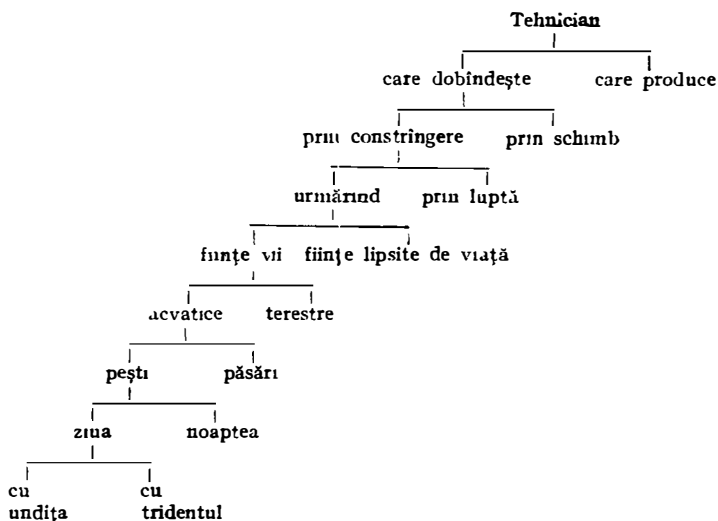 Tehnician
care dobîndește care produce
prin constrîngere prin schimb
urmărind prin luptă
ființe vii ființe lipsite de viață
acvatice terestre
pești păsări
ziua noaptea
cu cu
undița tridentul